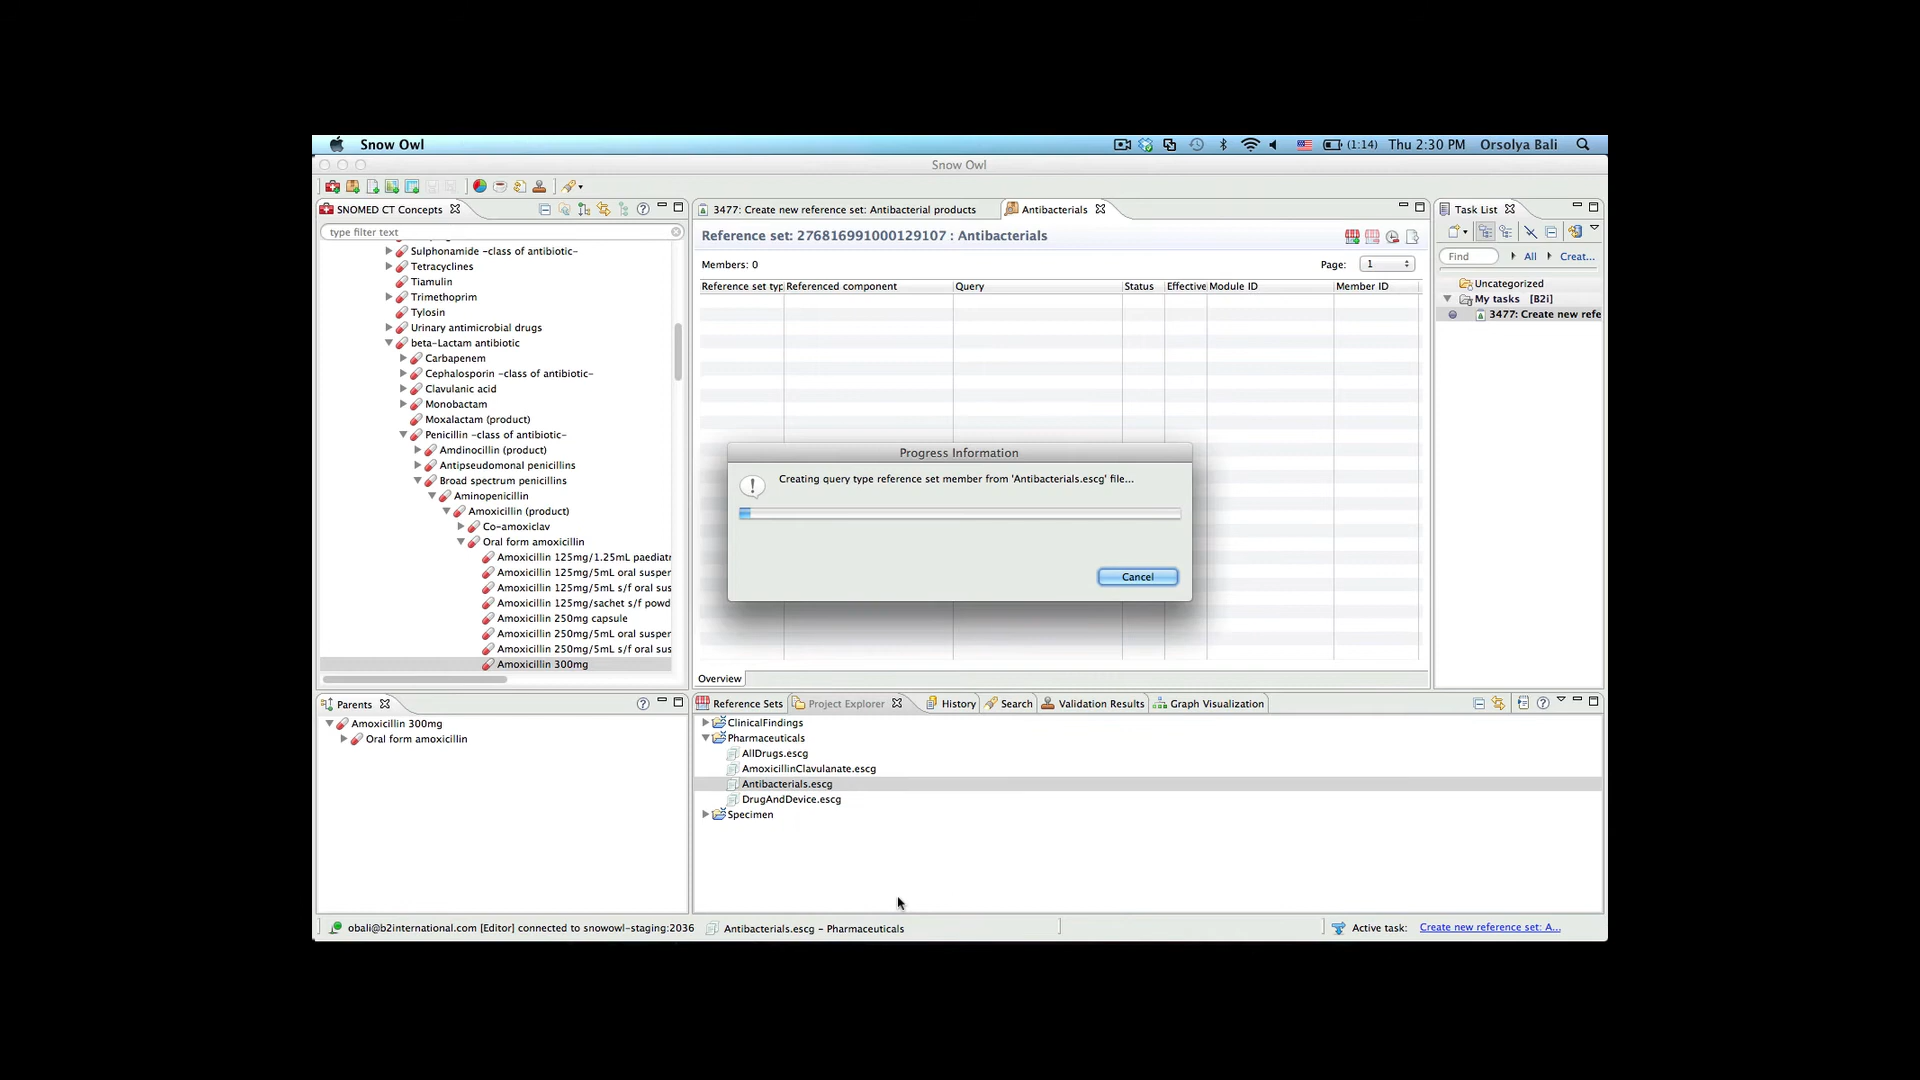 Snow Owl
(1:14) Thu 2:30 PM Orsolya Bali
Snow Owl
SNOMED CT Concepts
type filter text
Sulphonamide -class of antibiotic-
Tetracyclines
Tiamulin
Trimethoprim
Tylosin
Urinary antimicrobial drugs
beta-Lactam antibiotic
Carbapenem
Cephalosporin -class of antibiotic-
Clavulanic acid
Monobactam
Moxalactam (product)
Penicillin -class of antibiotic-
Amdinocillin (product)
Antipseudomonal penicillins
Broad spectrum penicillins
Aminopenicillin
Amoxicillin (product)
Co-amoxiclav
Oral form amoxicillin
Amoxicillin 125mg/1.25mL paediatr
Amoxicillin 125mg/5mL oral susper
Amoxicillin 125mg/5mL s/f oral sus
Amoxicillin 125mg/sachet s/f powd
Amoxicillin 250mg capsule
Amoxicillin 250mg/5mL oral susper
Amoxicillin 250mg/5mL s/f oral sus
Amoxicillin 300mg
Parents
Amoxicillin 300mg
Oral form amoxicillin
3477: Create new reference set: Antibacterial products
Antibacterials
Reference set: 276816991000129107 : Antibacterials
Members: 0
Page: 1
Reference set typ Referenced component Query Status Effective Module ID Member ID
Progress Information
Creating query type reference set member from 'Antibacterials.escg' file...
Cancel
Overview
Task List
Find All Creat...
Uncategorized
My tasks [B2i]
3477: Create new refe
Reference Sets Project Explorer History Search Validation Results Graph Visualization
ClinicalFindings
Pharmaceuticals
AllDrugs.escg
AmoxicillinClavulanate.escg
Antibacterials.escg
DrugAndDevice.escg
Specimen
obali@b2international.com [Editor] connected to snowowl-staging:2036
Antibacterials.escg - Pharmaceuticals
Active task: Create new reference set: A...